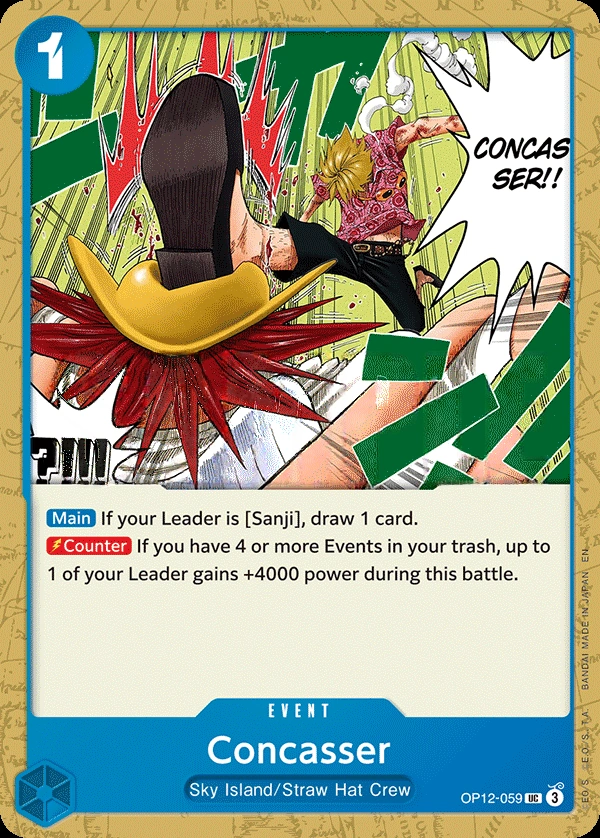 1
CONCAS
SER!!
Main If your Leader is [Sanji], draw 1 card.
Counter If you have 4 or more Events in your trash, up to
1 of your Leader gains +4000 power during this battle.
EVENT
Concasser
Sky Island/Straw Hat Crew
OP12-059 UC 3
BANDAI MADE IN JAPAN EN